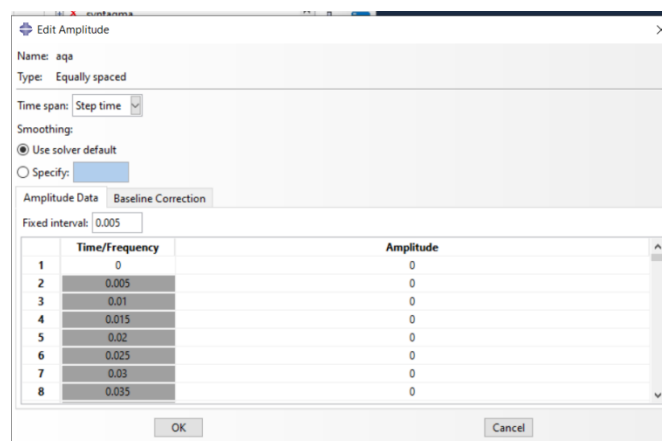 syntagma
Edit Amplitude
Name: aqa
Type: Equally spaced
Time span: Step time
Smoothing:
Use solver default
Specify:
Amplitude Data Baseline Correction
Fixed interval: 0.005
Time/Frequency Amplitude
1 0 0
2 0.005 0
3 0.01 0
4 0.015 0
5 0.02 0
6 0.025 0
7 0.03 0
8 0.035 0
OK Cancel